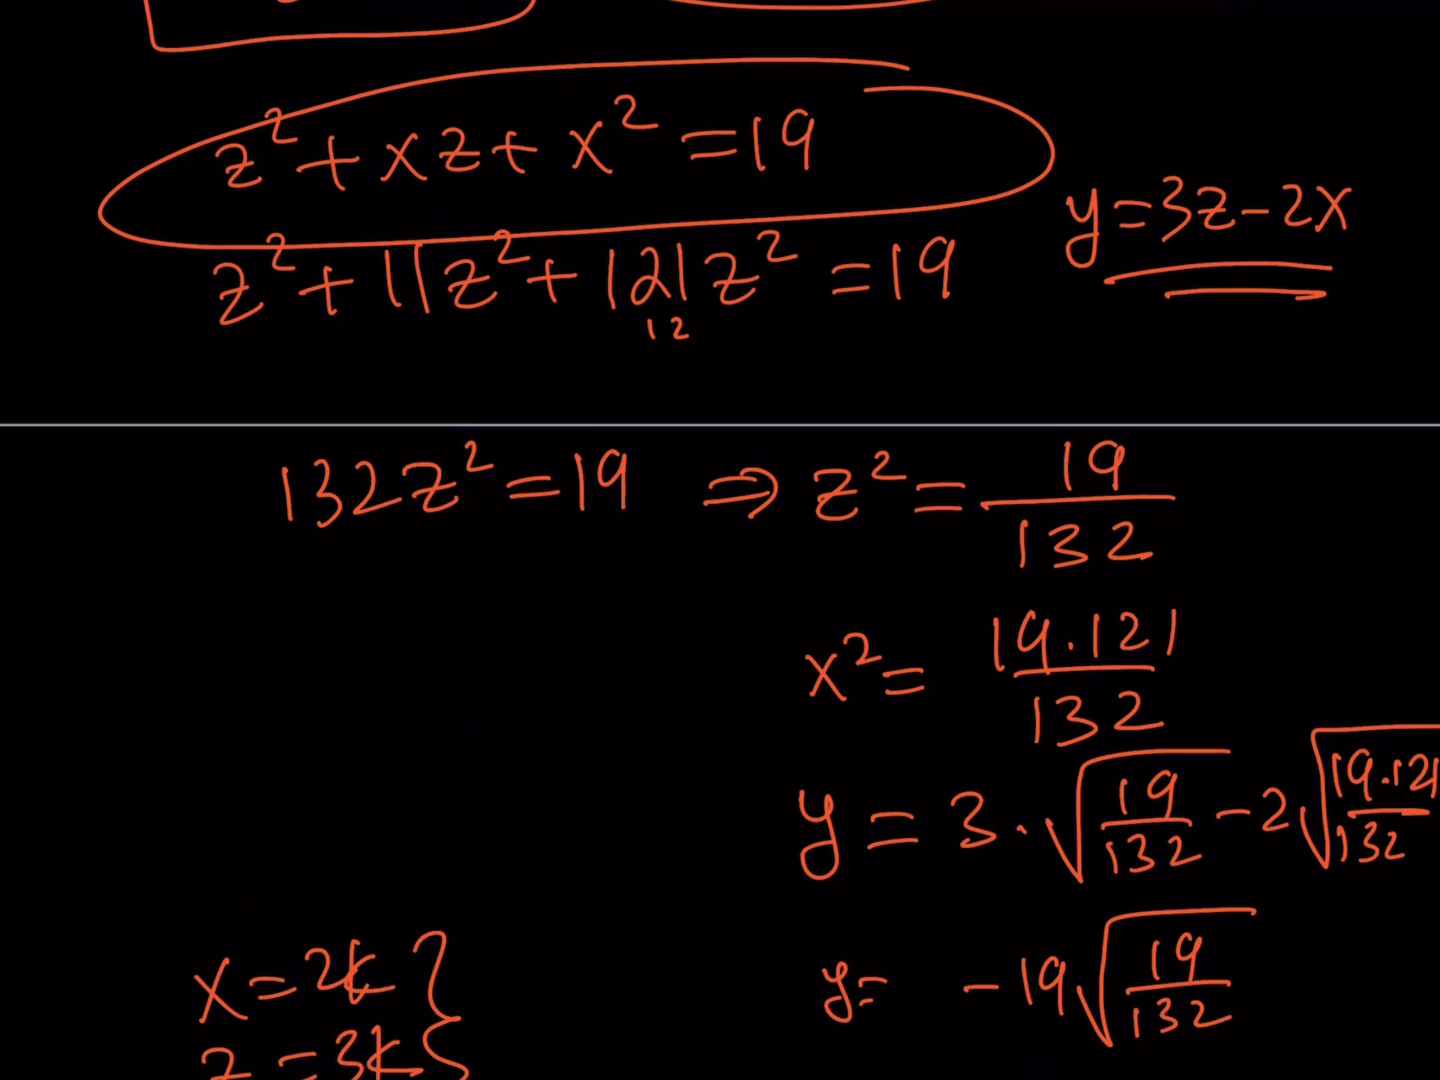 z² + xz + x² = 19
y = 3z - 2x
z² + 11z² + 121z² = 19
12
132z² = 19 ⇒ z² = 19/132
x² = 19·121/132
y = 3·√(19/132) - 2√(19·121/132)
x = 2k }
y = -19√(19/132)
z = 3k